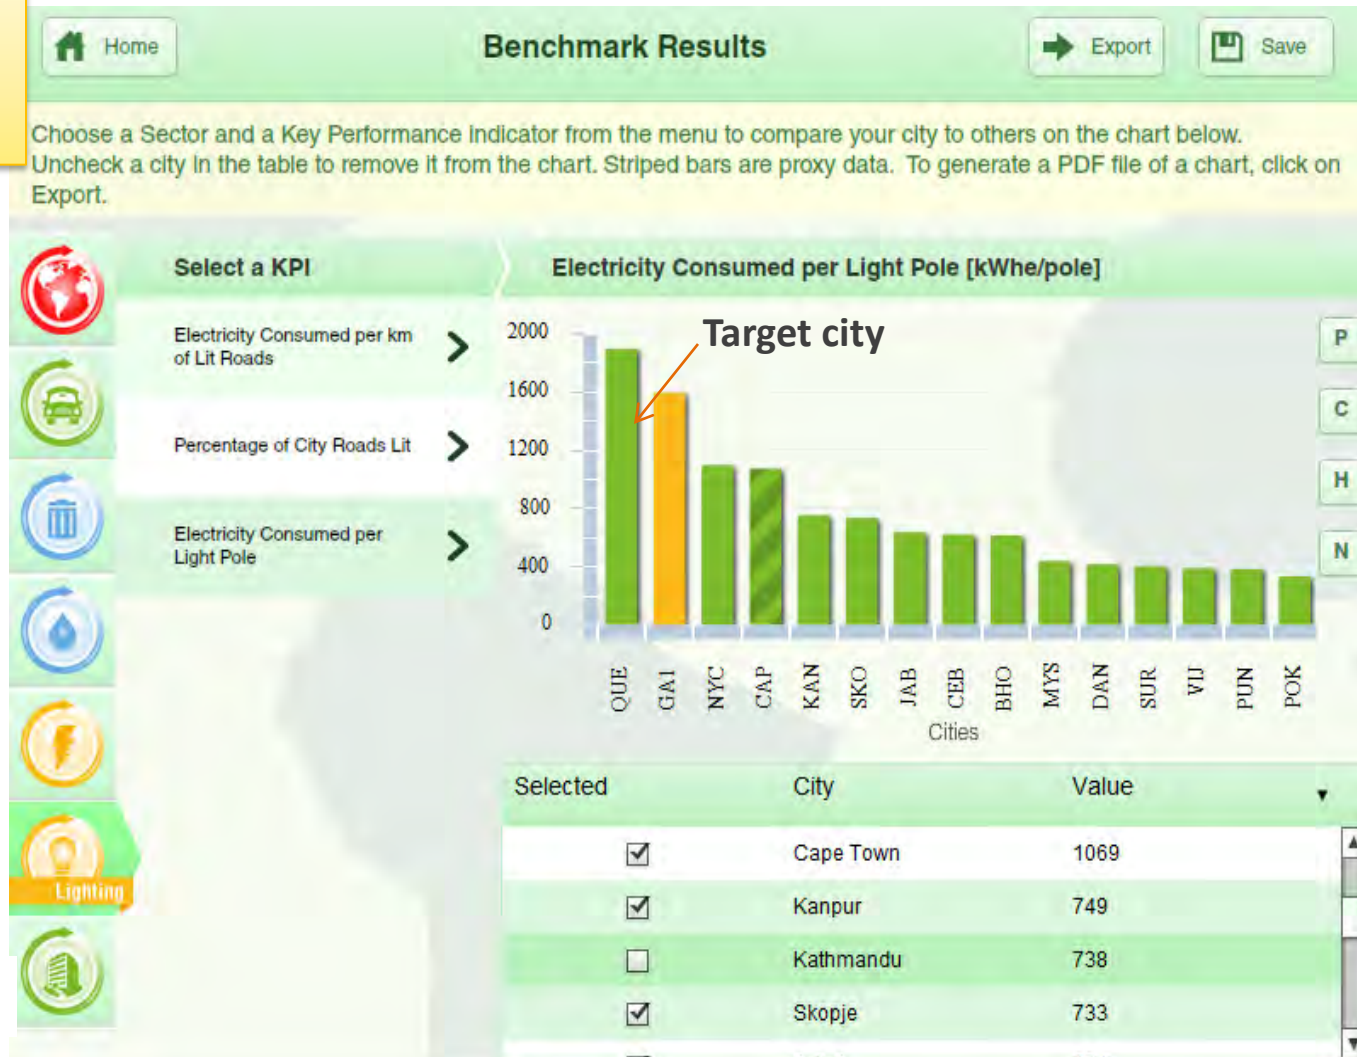 Home
Benchmark Results
Export
Save
Choose a Sector and a Key Performance Indicator from the menu to compare your city to others on the chart below.
Uncheck a city in the table to remove it from the chart. Striped bars are proxy data. To generate a PDF file of a chart, click on
Export.
Select a KPI
Electricity Consumed per Light Pole [kWhe/pole]
Electricity Consumed per km
of Lit Roads
Percentage of City Roads Lit
Electricity Consumed per
Light Pole
Target city
2000
1600
1200
800
400
0
P
C
H
N
QUE
GA1
NYC
CAP
KAN
SKO
JAB
CEB
BHO
MYS
DAN
SUR
VIJ
PUN
POK
Cities
Lighting
Selected City Value
Cape Town 1069
Kanpur 749
Kathmandu 738
Skopje 733